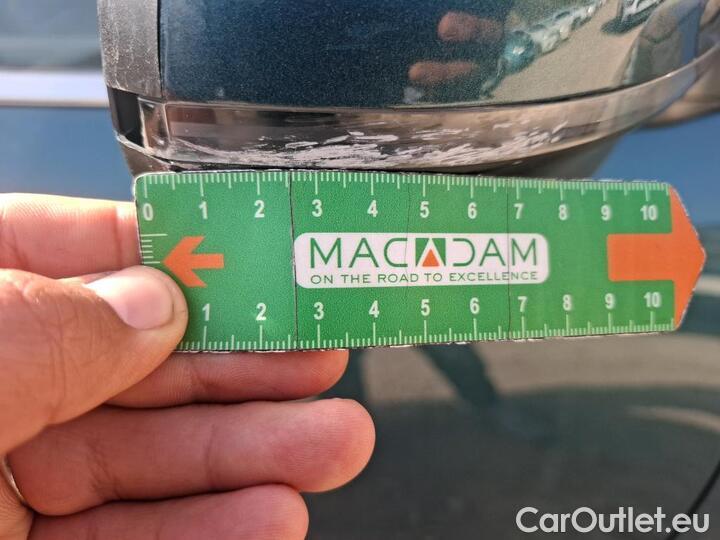 0 1 2 3 4 5 6 7 8 9 10
MACADAM
ON THE ROAD TO EXCELLENCE
1 2 3 4 5 6 7 8 9 10
CarOutlet.eu